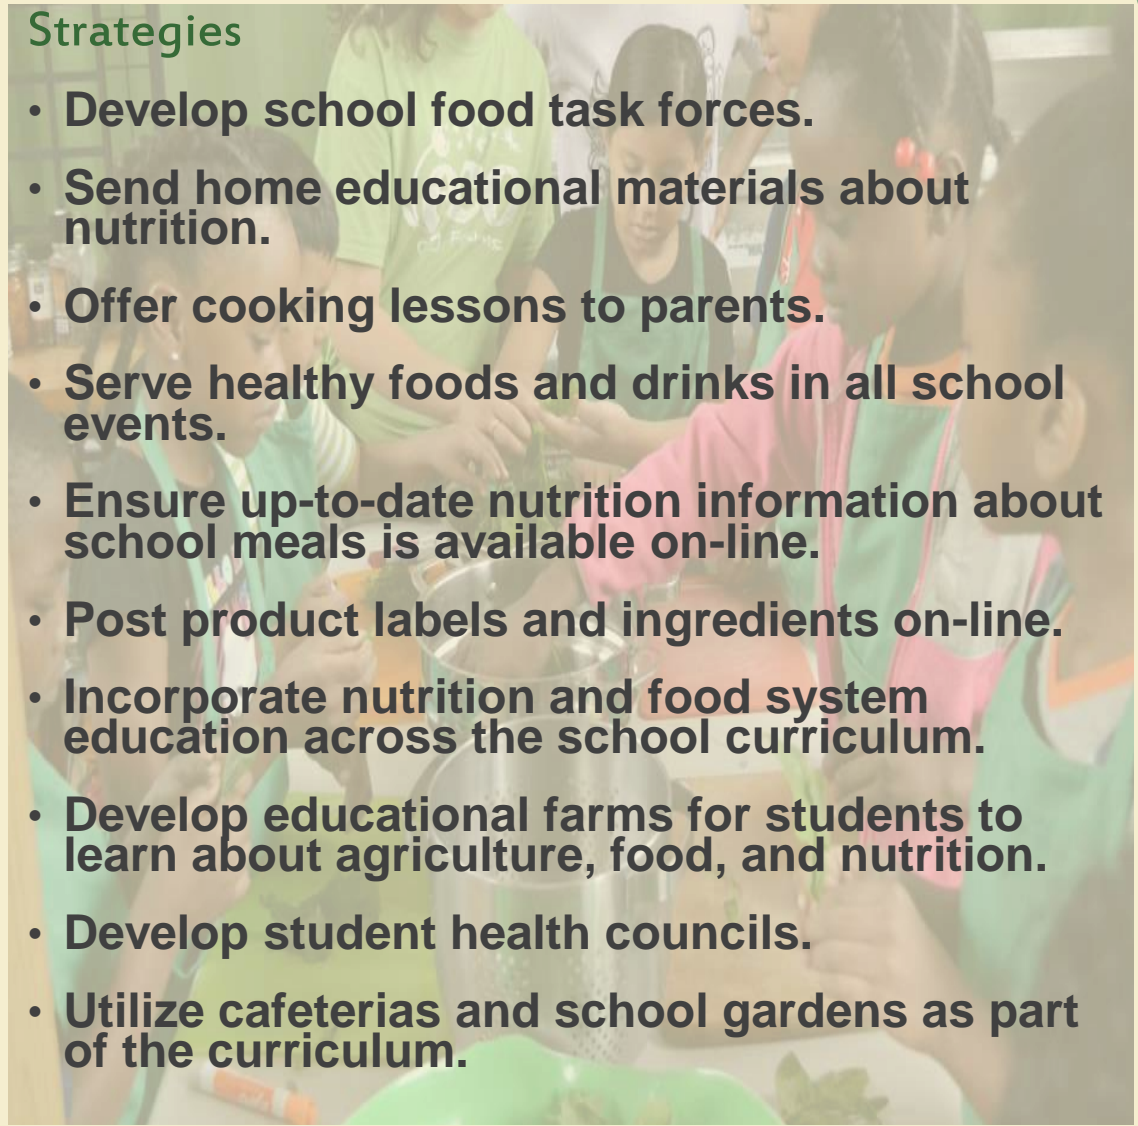 Strategies
• Develop school food task forces.
• Send home educational materials about
nutrition.
• Offer cooking lessons to parents.
• Serve healthy foods and drinks in all school
events.
• Ensure up-to-date nutrition information about
school meals is available on-line.
• Post product labels and ingredients on-line.
• Incorporate nutrition and food system
education across the school curriculum.
• Develop educational farms for students to
learn about agriculture, food, and nutrition.
• Develop student health councils.
• Utilize cafeterias and school gardens as part
of the curriculum.